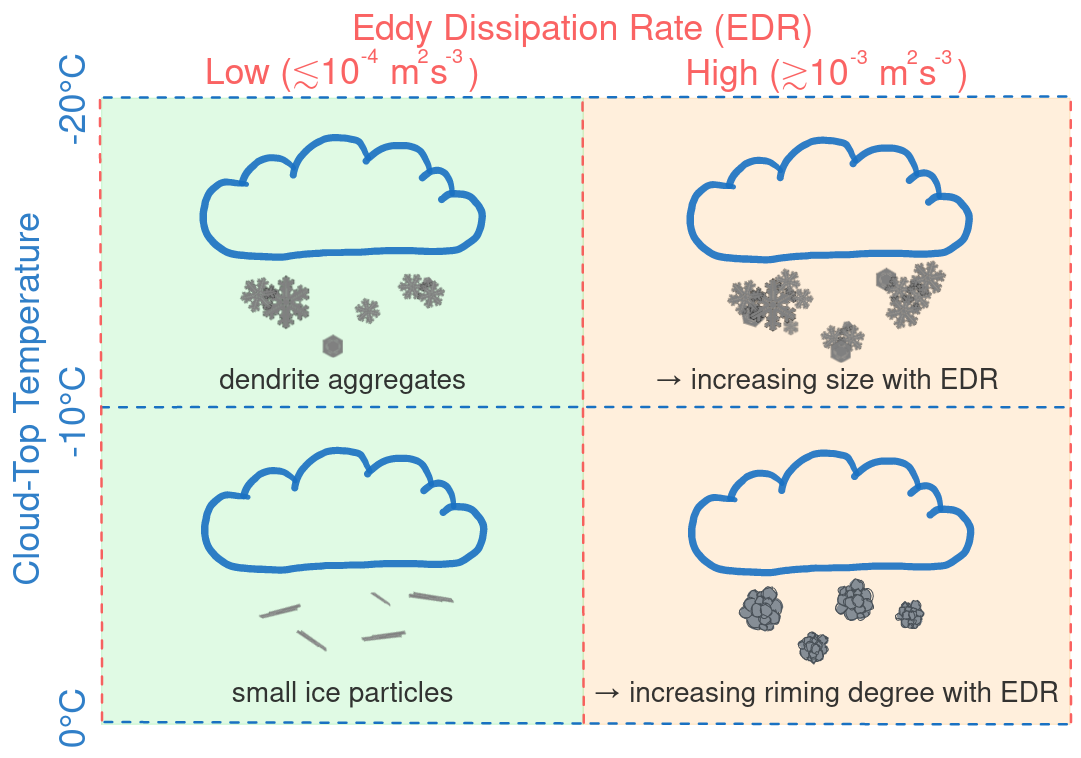 Eddy Dissipation Rate (EDR)
Low (≲10⁻⁴ m²s⁻³)
High (≳10⁻³ m²s⁻³)
-20°C
Cloud-Top Temperature
dendrite aggregates
→ increasing size with EDR
-10°C
small ice particles
→ increasing riming degree with EDR
0°C